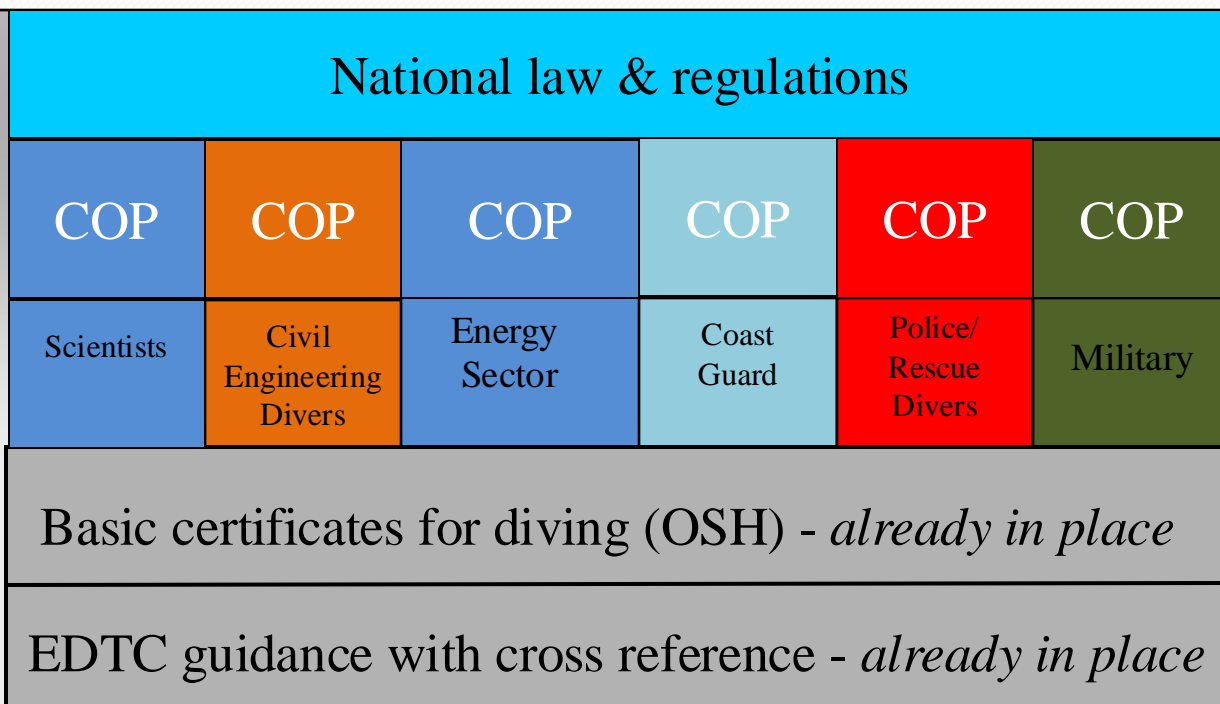 National law & regulations
COP COP COP COP COP COP
Scientists
Civil
Engineering
Divers
Energy
Sector
Coast
Guard
Police/
Rescue
Divers
Military
Basic certificates for diving (OSH) - already in place
EDTC guidance with cross reference - already in place